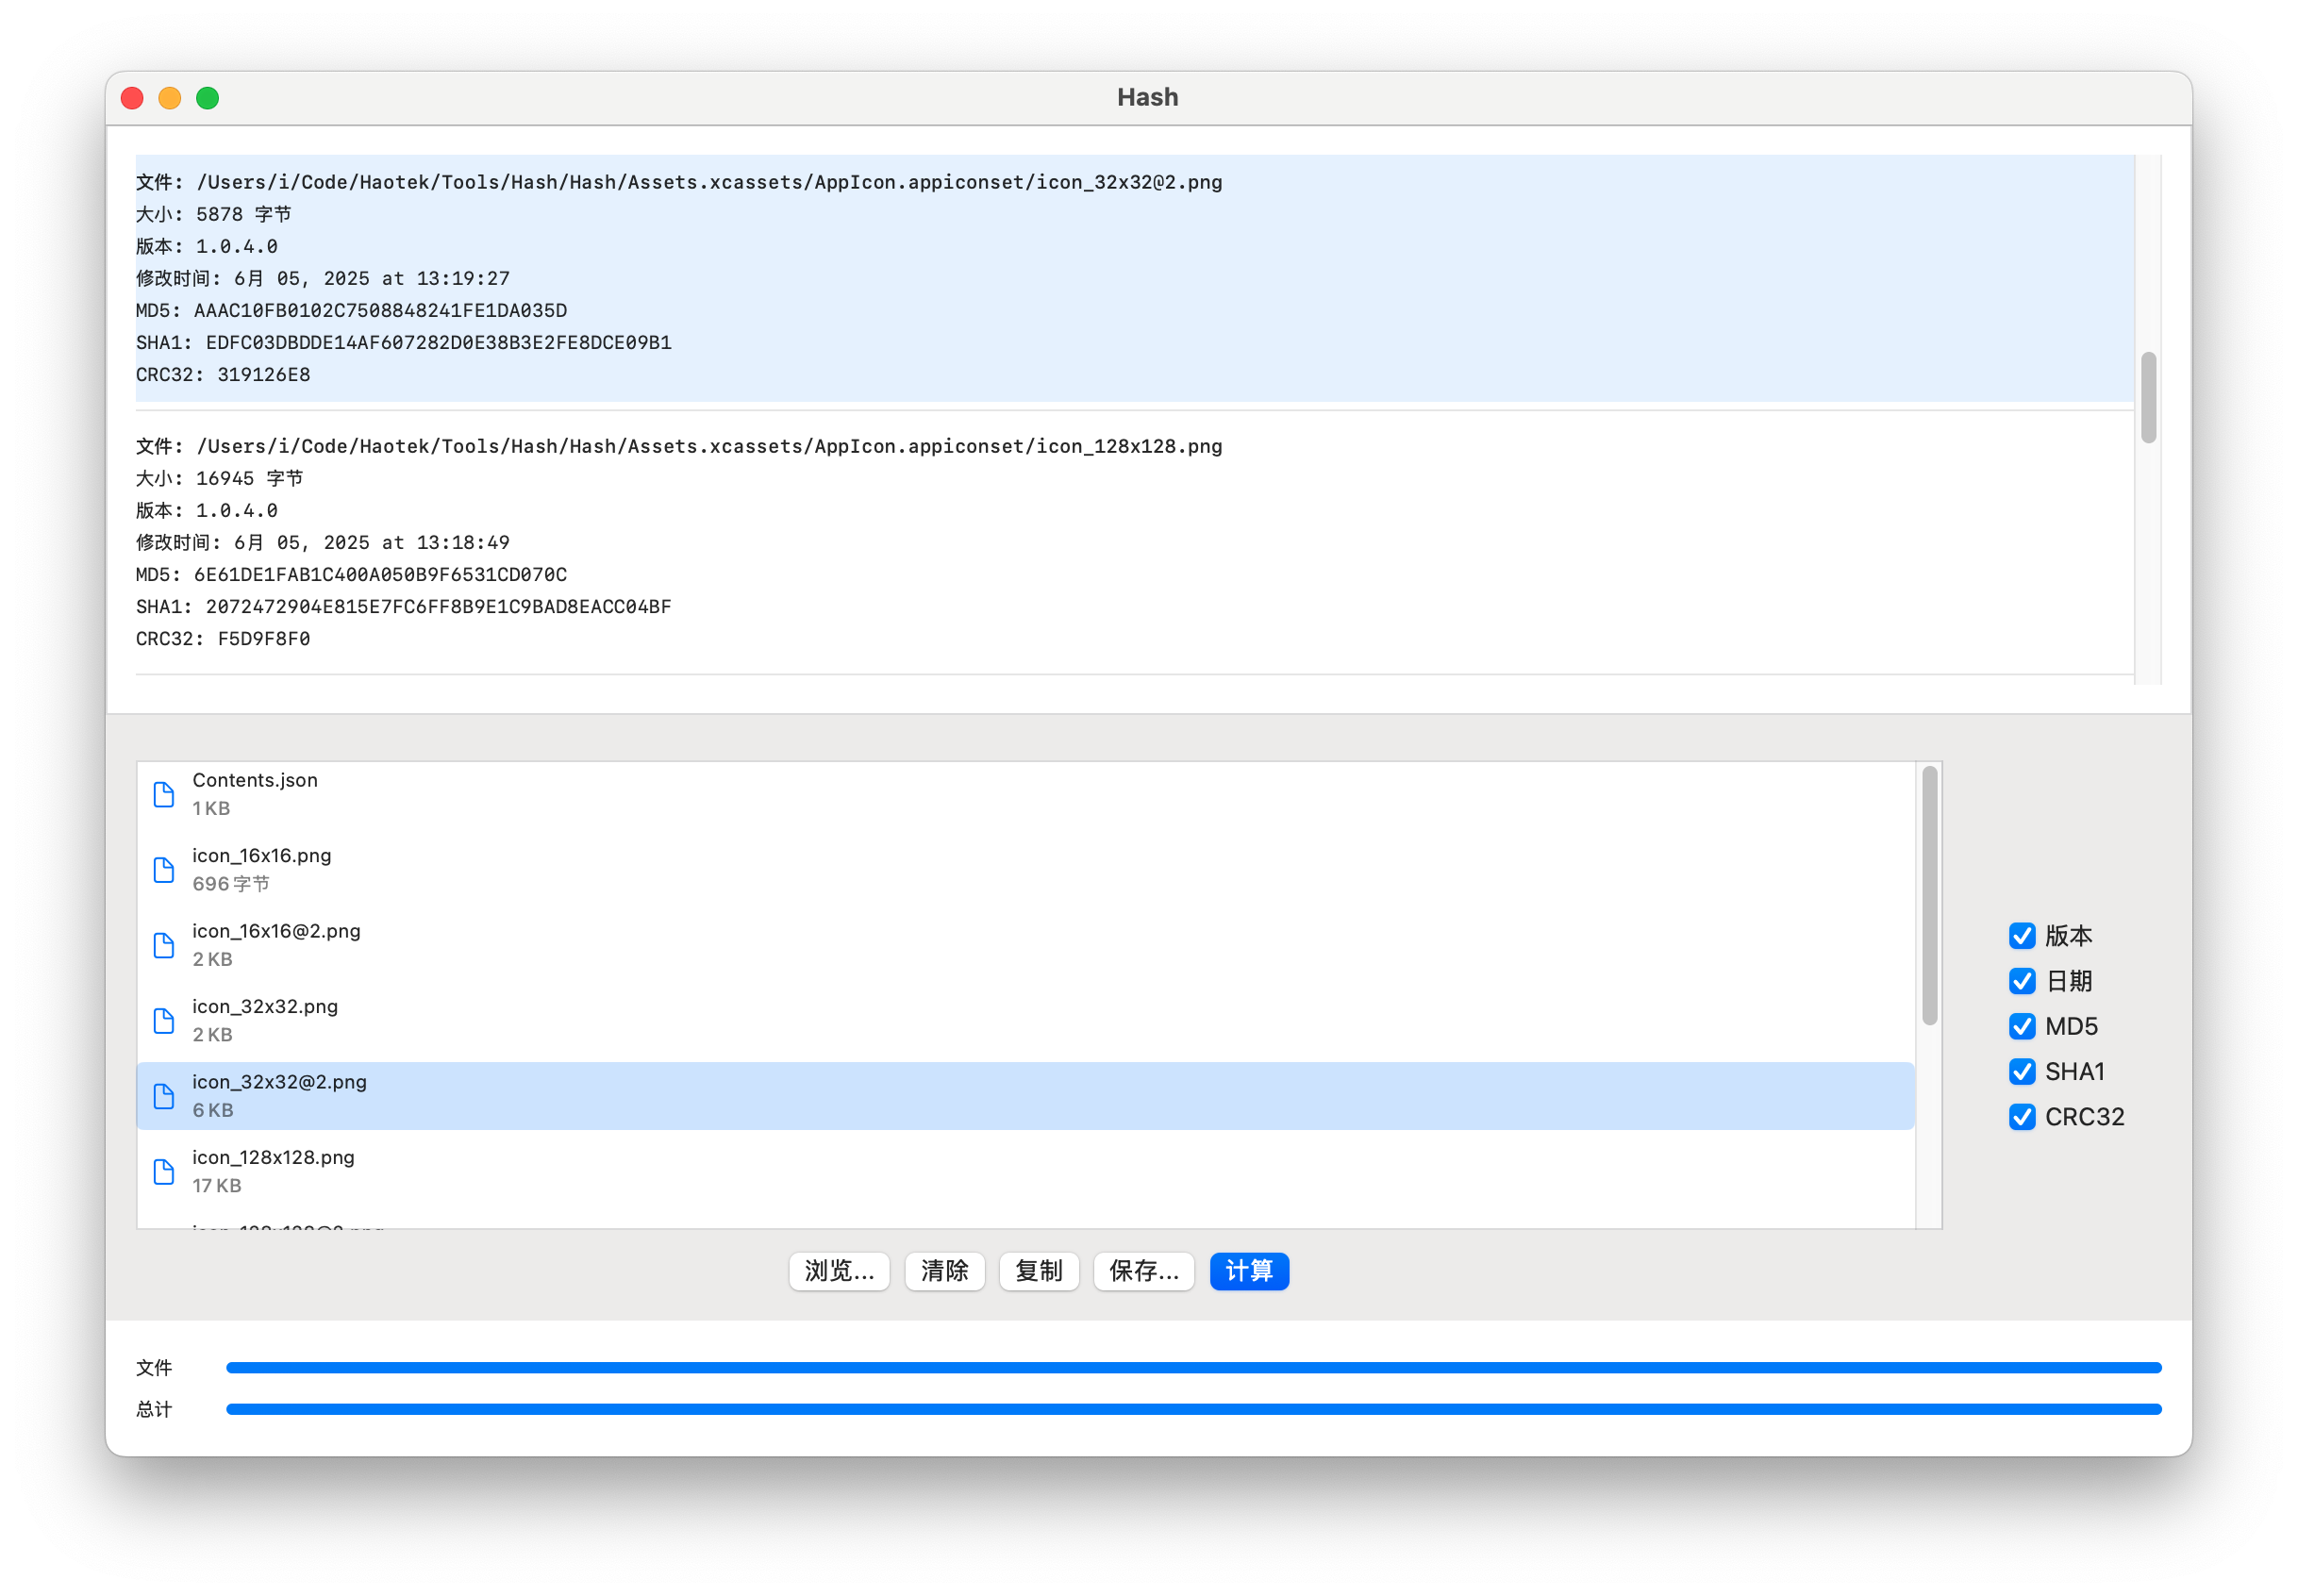 Hash
文件: /Users/i/Code/Haotek/Tools/Hash/Hash/Assets.xcassets/AppIcon.appiconset/icon_32x32@2.png
大小: 5878 字节
版本: 1.0.4.0
修改时间: 6月 05, 2025 at 13:19:27
MD5: AAAC10FB0102C7508848241FE1DA035D
SHA1: EDFC03DBDDE14AF607282D0E38B3E2FE8DCE09B1
CRC32: 319126E8
文件: /Users/i/Code/Haotek/Tools/Hash/Hash/Assets.xcassets/AppIcon.appiconset/icon_128x128.png
大小: 16945 字节
版本: 1.0.4.0
修改时间: 6月 05, 2025 at 13:18:49
MD5: 6E61DE1FAB1C400A050B9F6531CD070C
SHA1: 2072472904E815E7FC6FF8B9E1C9BAD8EACC04BF
CRC32: F5D9F8F0
Contents.json
1 KB
icon_16x16.png
696 字节
icon_16x16@2.png
2 KB
icon_32x32.png
2 KB
icon_32x32@2.png
6 KB
icon_128x128.png
17 KB
版本
日期
MD5
SHA1
CRC32
浏览... 清除 复制 保存... 计算
文件
总计